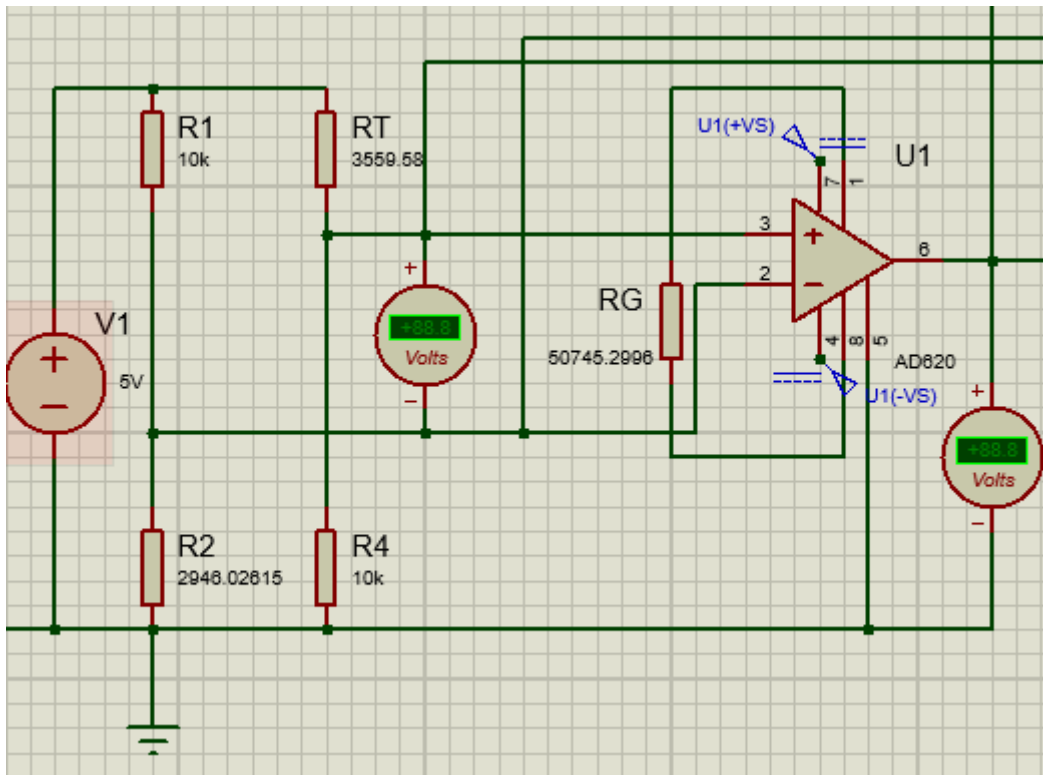 R1
10k
RT
3559.58
U1(+VS)
U1
7
1
3
+
2
−
6
RG
50745.2996
4
8
5
AD620
U1(-VS)
V1
+
−
5V
+
+88.8
Volts
−
+
+88.8
Volts
−
R2
2946.02615
R4
10k